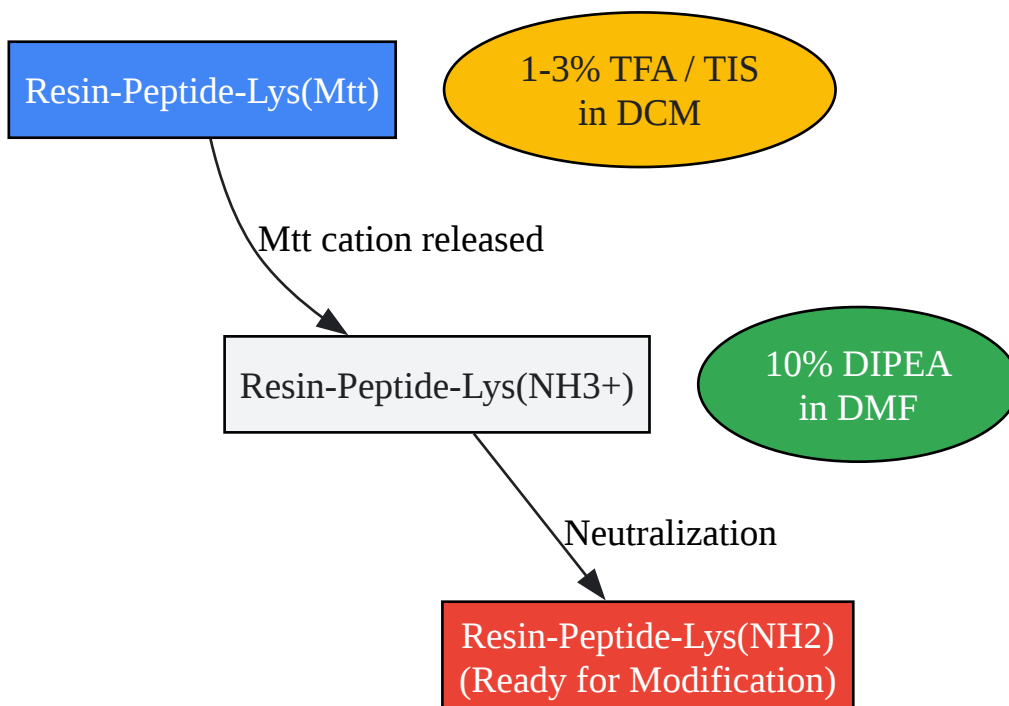 Resin-Peptide-Lys(Mtt)
1-3% TFA / TIS
in DCM
Mtt cation released
Resin-Peptide-Lys(NH3+)
10% DIPEA
in DMF
Neutralization
Resin-Peptide-Lys(NH2)
(Ready for Modification)